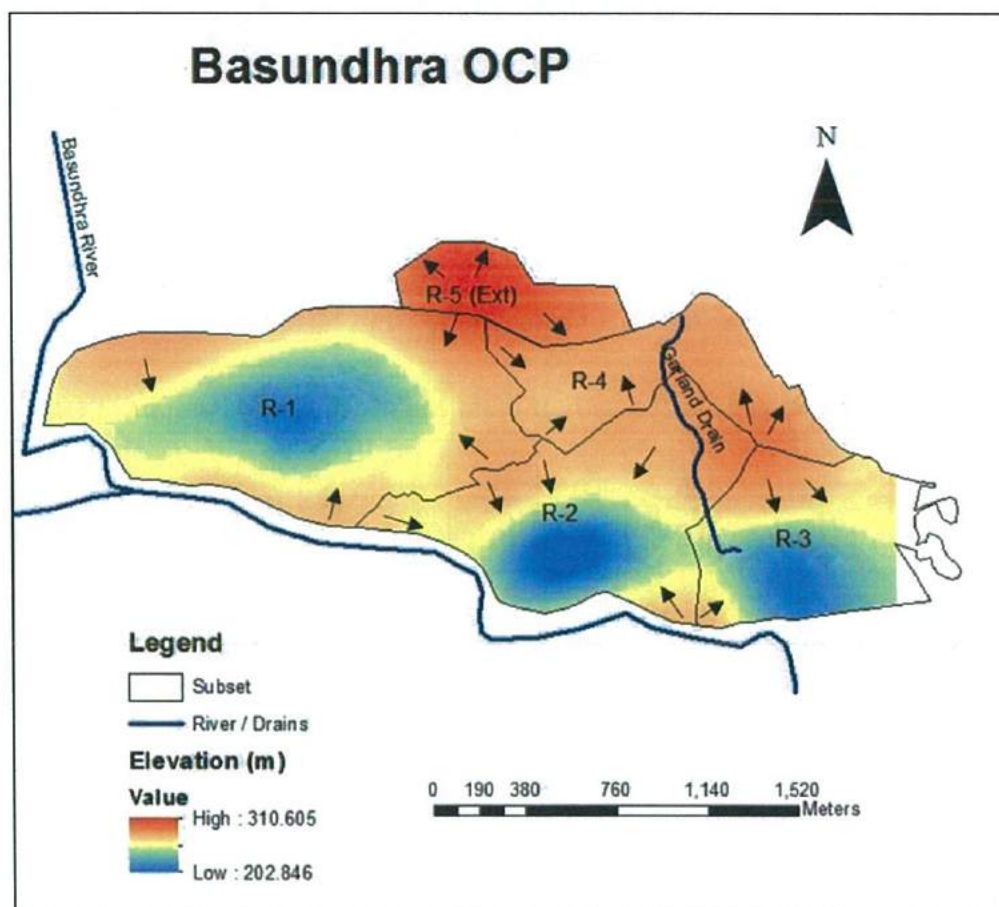 Basundhra OCP
N
Basundhra River
R-5 (Ext)
R-4
Garland Drain
R-1
R-2
R-3
Legend
Subset
River / Drains
Elevation (m)
Value
High : 310.605
Low : 202.846
0 190 380 760 1,140 1,520
Meters